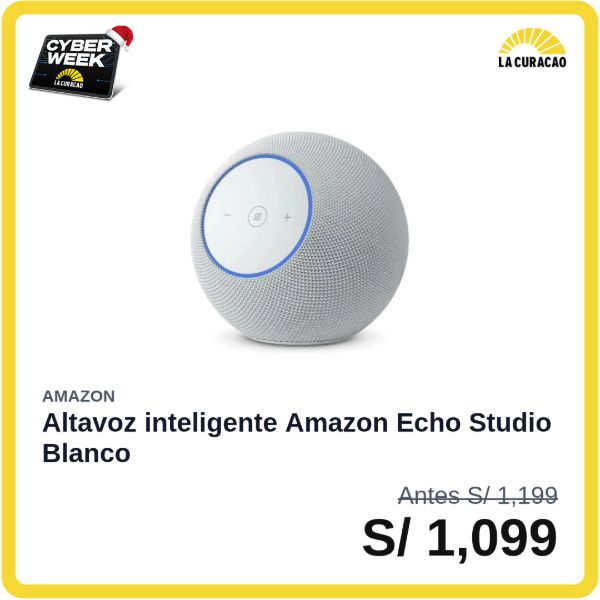 CYBER
WEEK
LA CURACAO
LA CURACAO
AMAZON
Altavoz inteligente Amazon Echo Studio
Blanco
Antes S/ 1,199
S/ 1,099